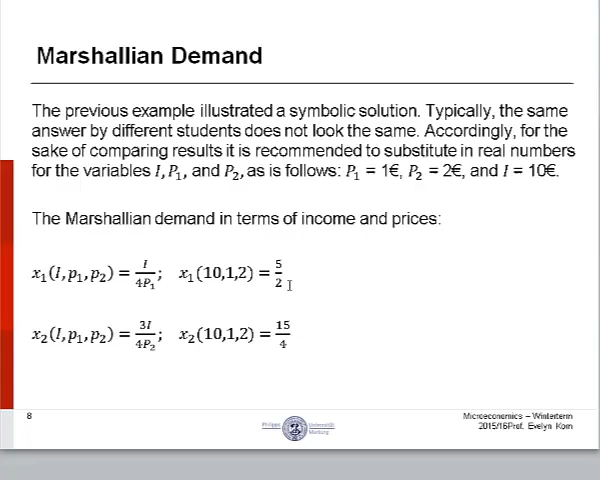 Marshallian Demand
The previous example illustrated a symbolic solution. Typically, the same
answer by different students does not look the same. Accordingly, for the
sake of comparing results it is recommended to substitute in real numbers
for the variables I, P₁, and P₂, as is follows: P₁ = 1€, P₂ = 2€, and I = 10€.
The Marshallian demand in terms of income and prices:
x₁(I, p₁, p₂) = I/4P₁; x₁(10,1,2) = 5/2
x₂(I, p₁, p₂) = 3I/4P₂; x₂(10,1,2) = 15/4
8
Philipps Universität
Marburg
Microeconomics – Winterterm
2015/16Prof. Evelyn Korn